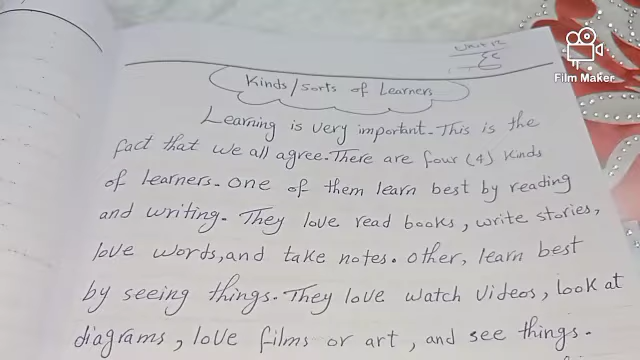 Unit 12
Film Maker
Kinds/Sorts of Learners
Learning is very important. This is the
fact that we all agree. There are four (4) kinds
of learners. One of them learn best by reading
and writing. They love read books, write stories,
love words, and take notes. Other, learn best
by seeing things. They love watch videos, look at
diagrams, love films or art, and see things.